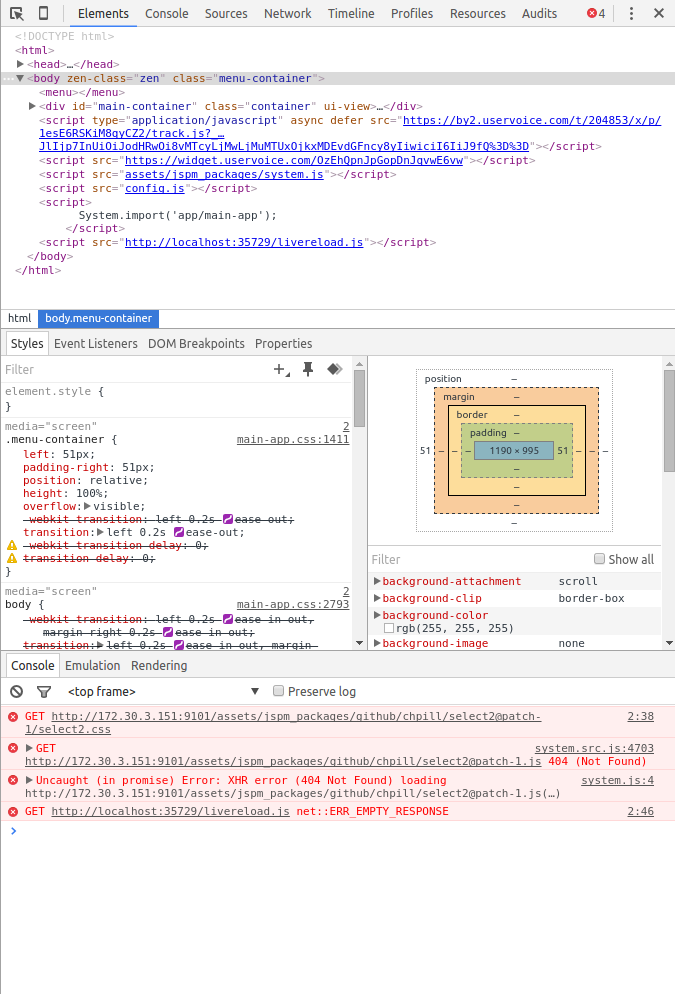 Elements Console Sources Network Timeline Profiles Resources Audits 4
<!DOCTYPE html>
<html>
<head>…</head>
<body zen-class="zen" class="menu-container">
<menu></menu>
<div id="main-container" class="container" ui-view>…</div>
<script type="application/javascript" async defer src="https://by2.uservoice.com/t/204853/x/p/
1esE6RSKiM8qyCZ2/track.js?_…
JlIjp7InUiOiJodHRwOi8vMTcyLjMwLjMuMTUxOjkxMDEvdGFncy8yIiwiciI6IiJ9fQ%3D%3D"></script>
<script src="https://widget.uservoice.com/OzEhQpnJpGopDnJqvwE6vw"></script>
<script src="assets/jspm_packages/system.js"></script>
<script src="config.js"></script>
<script>
System.import('app/main-app');
</script>
<script src="http://localhost:35729/livereload.js"></script>
</body>
</html>
html body.menu-container
Styles Event Listeners DOM Breakpoints Properties
Filter
element.style {
}
media="screen" 2
.menu-container { main-app.css:1411
left: 51px;
padding-right: 51px;
position: relative;
height: 100%;
overflow: visible;
-webkit-transition: left 0.2s ease-out;
transition: left 0.2s ease-out;
-webkit-transition-delay: 0;
transition-delay: 0;
}
media="screen" 2
body { main-app.css:2793
-webkit-transition: left 0.2s ease-in-out,
margin-right 0.2s ease-in-out;
transition: left 0.2s ease-in-out, margin-
position –
margin –
border –
padding –
51 – – – 1190 × 995 51 – – –
–
–
–
–
Filter Show all
background-attachment scroll
background-clip border-box
background-color
rgb(255, 255, 255)
background-image none
Console Emulation Rendering
<top frame> Preserve log
GET http://172.30.3.151:9101/assets/jspm_packages/github/chpill/select2@patch- 2:38
1/select2.css
GET system.src.js:4703
http://172.30.3.151:9101/assets/jspm_packages/github/chpill/select2@patch-1.js 404 (Not Found)
Uncaught (in promise) Error: XHR error (404 Not Found) loading system.js:4
http://172.30.3.151:9101/assets/jspm_packages/github/chpill/select2@patch-1.js(…)
GET http://localhost:35729/livereload.js net::ERR_EMPTY_RESPONSE 2:46